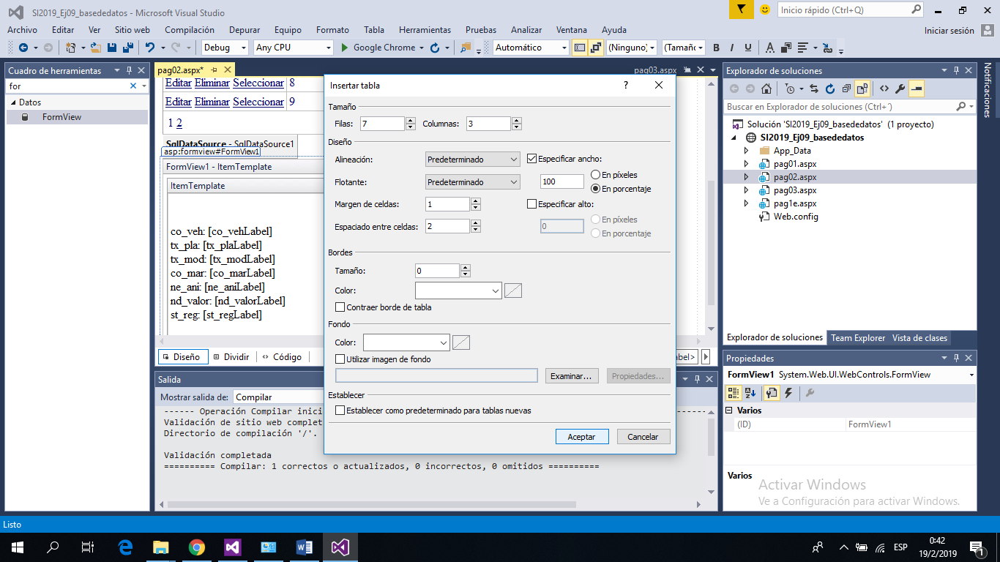 SI2019_Ej09_basededatos - Microsoft Visual Studio
Inicio rápido (Ctrl+Q)
Archivo Editar Ver Sitio web Compilación Depurar Equipo Formato Tabla Herramientas Pruebas Analizar Ventana Ayuda
Iniciar sesión
Debug Any CPU Google Chrome Automático (Ninguno) (Tamaño
Cuadro de herramientas
for
Datos
FormView
pag02.aspx*
pag03.aspx
Editar Eliminar Seleccionar 8
Editar Eliminar Seleccionar 9
1 2
SqlDataSource - SqlDataSource1
asp:formview#FormView1
FormView1 - ItemTemplate
ItemTemplate
co_veh: [co_vehLabel]
tx_pla: [tx_plaLabel]
tx_mod: [tx_modLabel]
co_mar: [co_marLabel]
ne_ani: [ne_aniLabel]
nd_valor: [nd_valorLabel]
st_reg: [st_regLabel]
Diseño Dividir Código
abel>
Insertar tabla
?
Tamaño
Filas: 7 Columnas: 3
Diseño
Alineación: Predeterminado
Especificar ancho:
Flotante: Predeterminado
100
En píxeles
En porcentaje
Margen de celdas: 1
Especificar alto:
Espaciado entre celdas: 2
0
En píxeles
En porcentaje
Bordes
Tamaño: 0
Color:
Contraer borde de tabla
Fondo
Color:
Utilizar imagen de fondo
Examinar...
Propiedades...
Establecer
Establecer como predeterminado para tablas nuevas
Aceptar
Cancelar
Salida
Mostrar salida de: Compilar
------ Operación Compilar inici
Validación de sitio web complet
Directorio de compilación '/'.
Validación completada
========== Compilar: 1 correctos o actualizados, 0 incorrectos, 0 omitidos ==========
Explorador de soluciones
Buscar en Explorador de soluciones (Ctrl+´)
Solución 'SI2019_Ej09_basededatos' (1 proyecto)
SI2019_Ej09_basededatos
App_Data
pag01.aspx
pag02.aspx
pag03.aspx
pag1e.aspx
Web.config
Explorador de soluciones Team Explorer Vista de clases
Propiedades
FormView1 System.Web.UI.WebControls.FormView
Varios
(ID) FormView1
Varios
Activar Windows
Ve a Configuración para activar Windows.
Notificaciones
Listo
ESP
0:42
19/2/2019
1